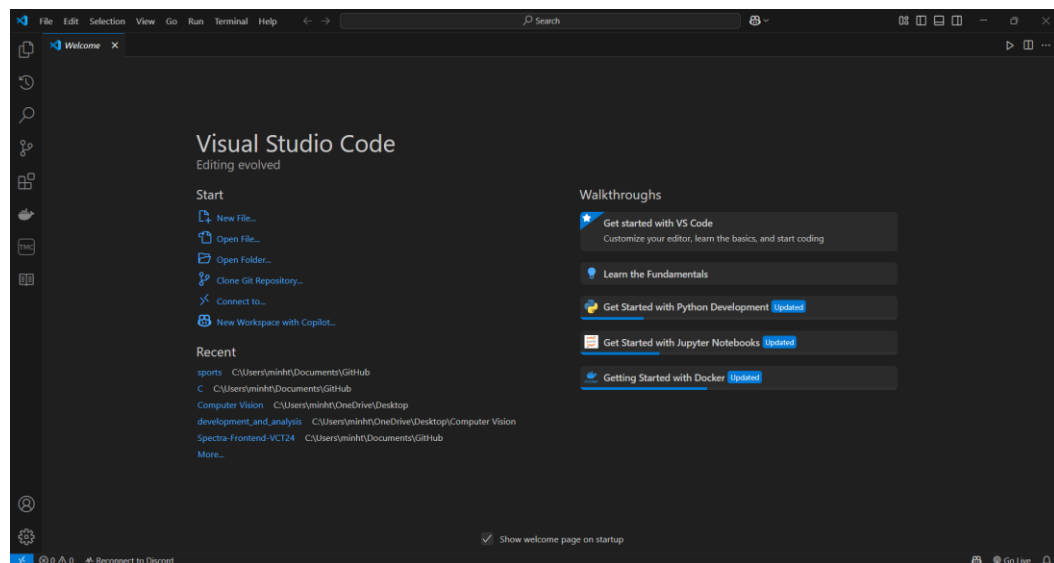 File Edit Selection View Go Run Terminal Help Search
Welcome
Visual Studio Code
Editing evolved
Start
New File...
Open File...
Open Folder...
Clone Git Repository...
Connect to...
New Workspace with Copilot...
Recent
sports C:\Users\minht\Documents\GitHub
C C:\Users\minht\Documents\GitHub
Computer Vision C:\Users\minht\OneDrive\Desktop
development_and_analysis C:\Users\minht\OneDrive\Desktop\Computer Vision
Spectra-Frontend-VCT24 C:\Users\minht\Documents\GitHub
More...
Walkthroughs
Get started with VS Code
Customize your editor, learn the basics, and start coding
Learn the Fundamentals
Get Started with Python Development Updated
Get Started with Jupyter Notebooks Updated
Getting Started with Docker Updated
TMC
Show welcome page on startup
0 0 Reconnect to Discord Go Live